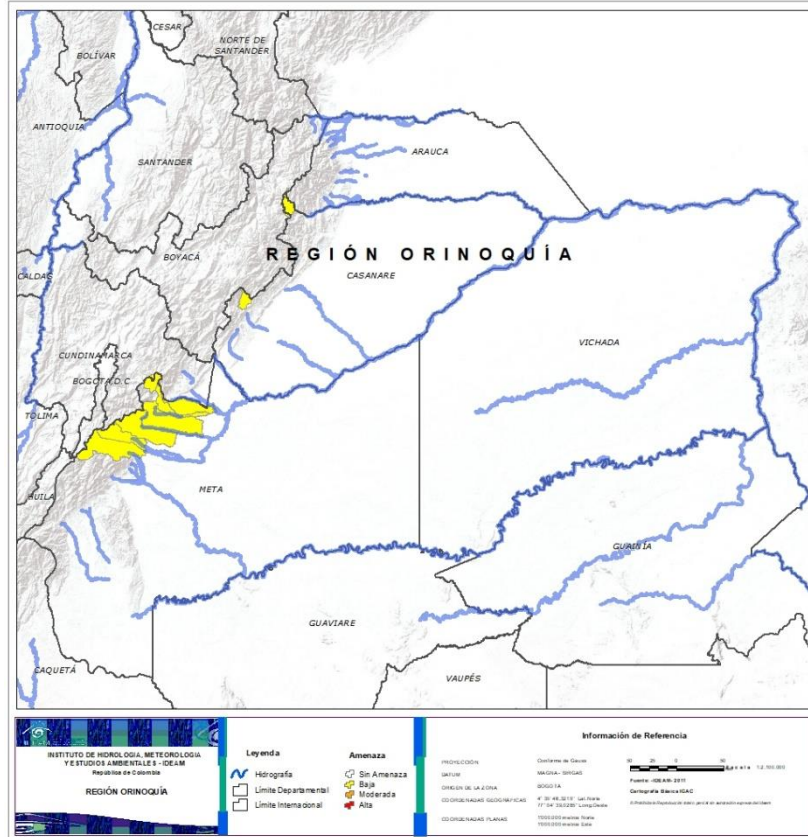 CESAR
NORTE DE
SANTANDER
BOLÍVAR
ANTIOQUIA
ARAUCA
SANTANDER
BOYACÁ
REGIÓN ORINOQUÍA
CASANARE
CALDAS
VICHADA
CUNDINAMARCA
BOGOTÁ D.C
TOLIMA
META
HUILA
GUAINÍA
GUAVIARE
CAQUETÁ
VAUPÉS
INSTITUTO DE HIDROLOGIA, METEOROLOGIA
Y ESTUDIOS AMBIENTALES - IDEAM
República de Colombia
REGIÓN ORINOQUÍA
Leyenda
Hidrografía
Límite Departamental
Límite Internacional
Amenaza
Sin Amenaza
Baja
Moderada
Alta
Información de Referencia
PROYECCIÓN
DATUM
MAGNA - SIRGAS
ORIGEN DE LA ZONA
BOGOTÁ
COORDENADAS GEOGRÁFICAS
COORDENADAS PLANAS
Fuente: -IDEAM- 2011
Cartografía Básica IGAC